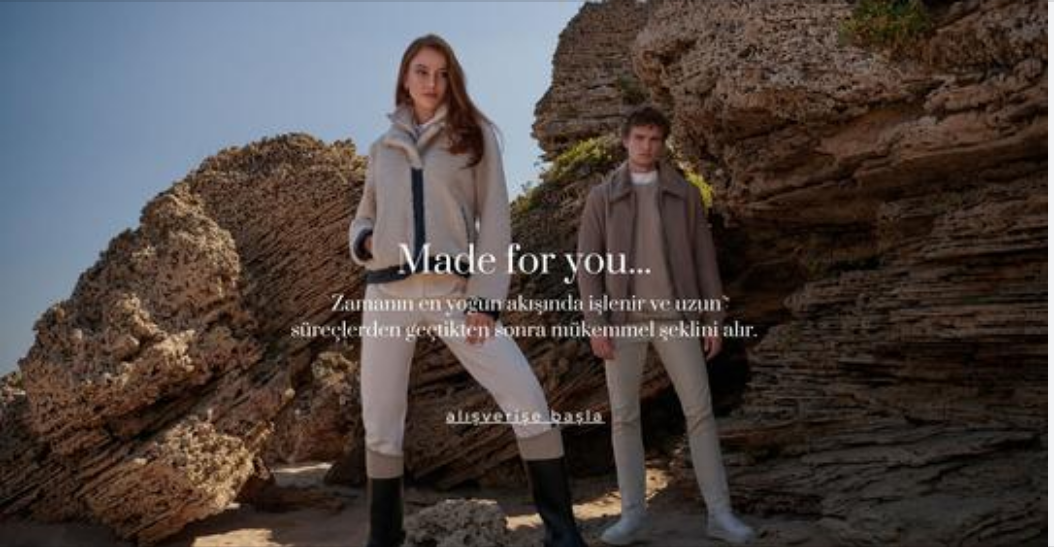 Made for you...
Zamanın en yoğun akışında işlenir ve uzun
süreçlerden geçtikten sonra mükemmel şeklini alır.
alışverişe başla